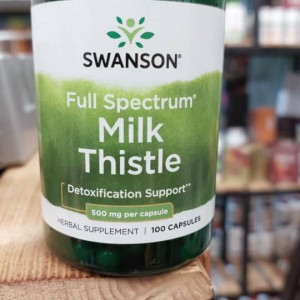 SWANSON®
Full Spectrum®
Milk
Thistle
Detoxification Support**
500 mg per capsule
HERBAL SUPPLEMENT | 100 CAPSULES